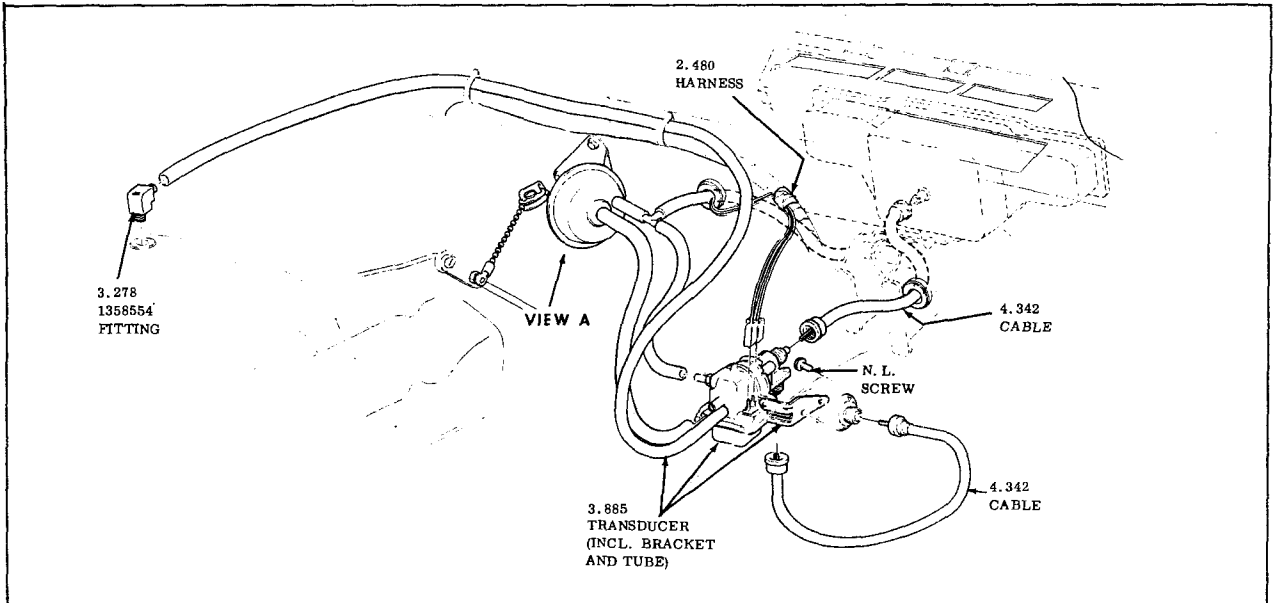 2.480
HARNESS
3.278
1358554
FITTING
VIEW A
4.342
CABLE
N. L.
SCREW
4.342
CABLE
3.885
TRANSDUCER
(INCL. BRACKET
AND TUBE)